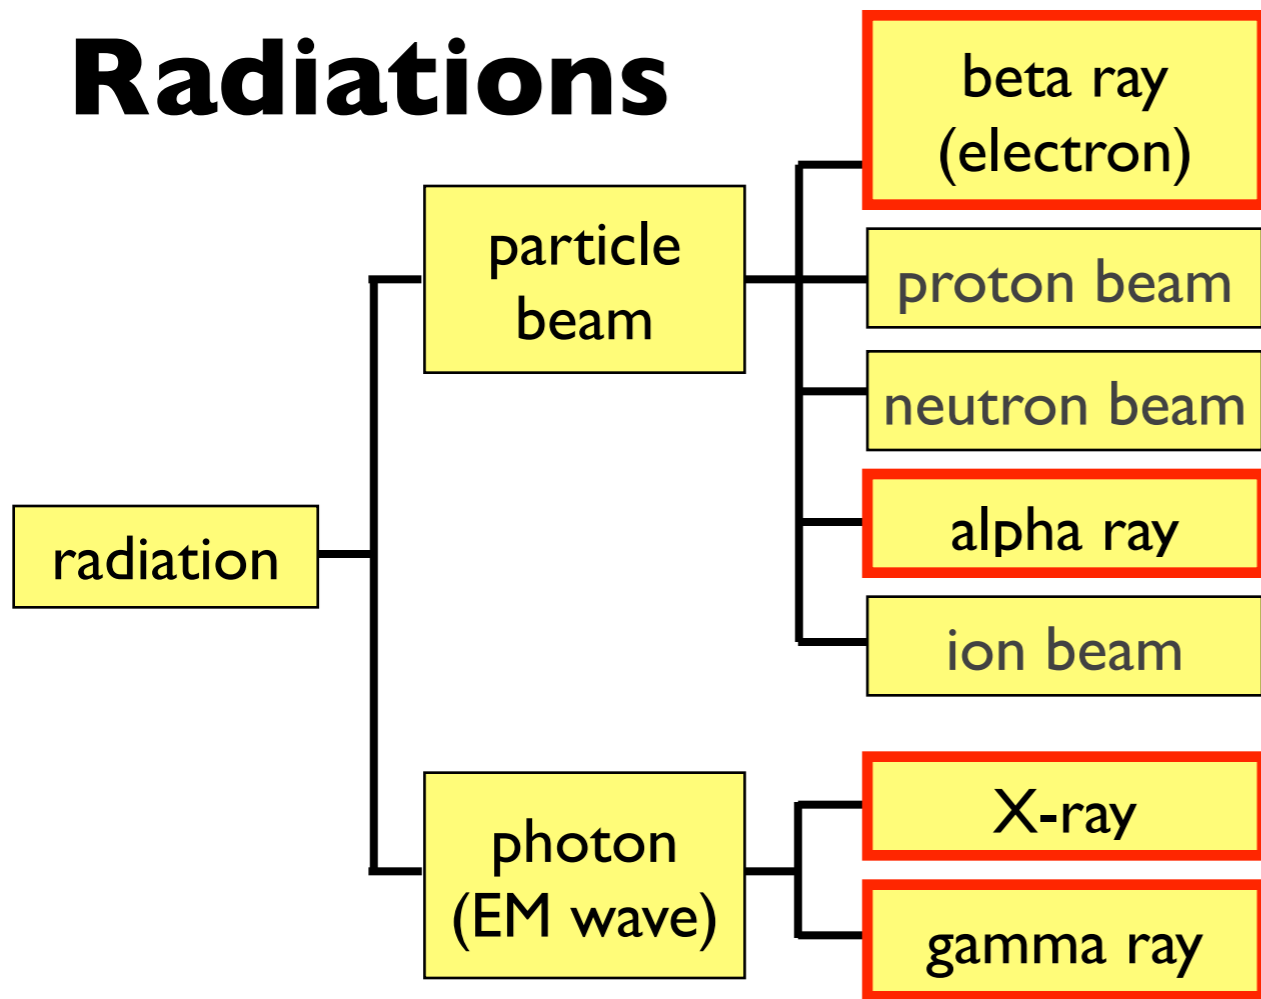 Radiations
beta ray
(electron)
particle
beam
proton beam
neutron beam
alpha ray
radiation
ion beam
X-ray
photon
(EM wave)
gamma ray